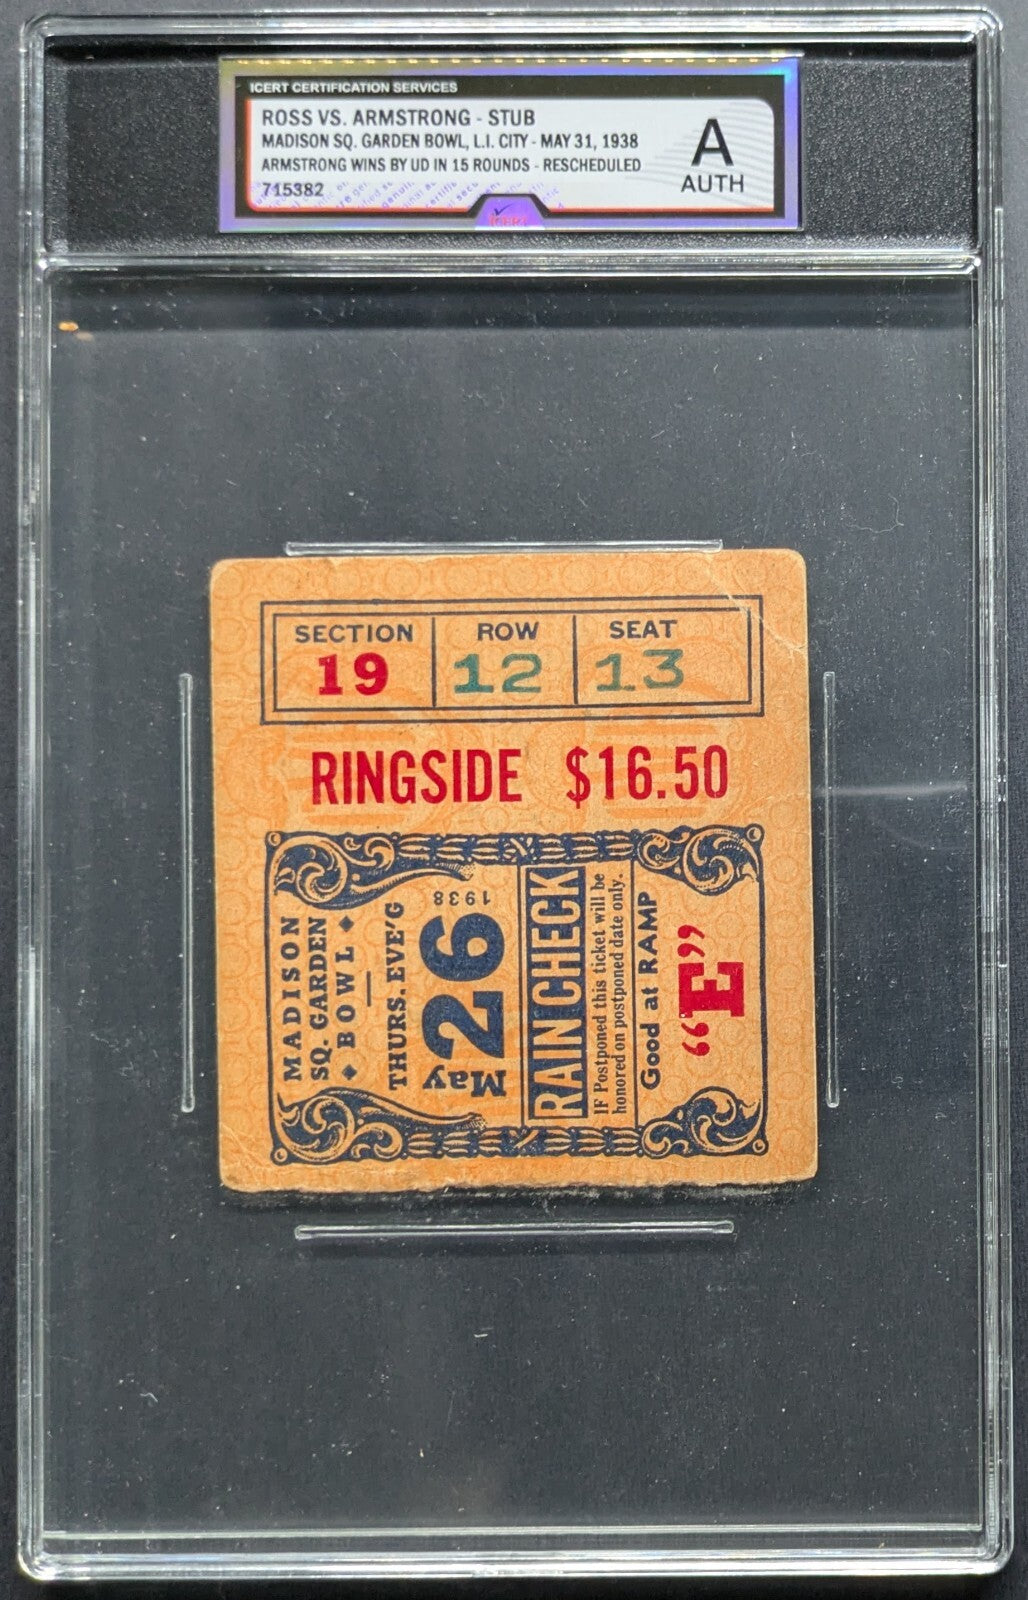 ICERT CERTIFICATION SERVICES
ROSS VS. ARMSTRONG - STUB
MADISON SQ. GARDEN BOWL, L.I. CITY - MAY 31, 1938
ARMSTRONG WINS BY UD IN 15 ROUNDS - RESCHEDULED
715382
A
AUTH
ICERT
SECTION
19
ROW
12
SEAT
13
RINGSIDE $16.50
MADISON
SQ. GARDEN
BOWL
THURS. EVE'G
May 26 1938
RAIN CHECK
IF Postponed this ticket will be
honored on postponed date only.
Good at RAMP
“E”